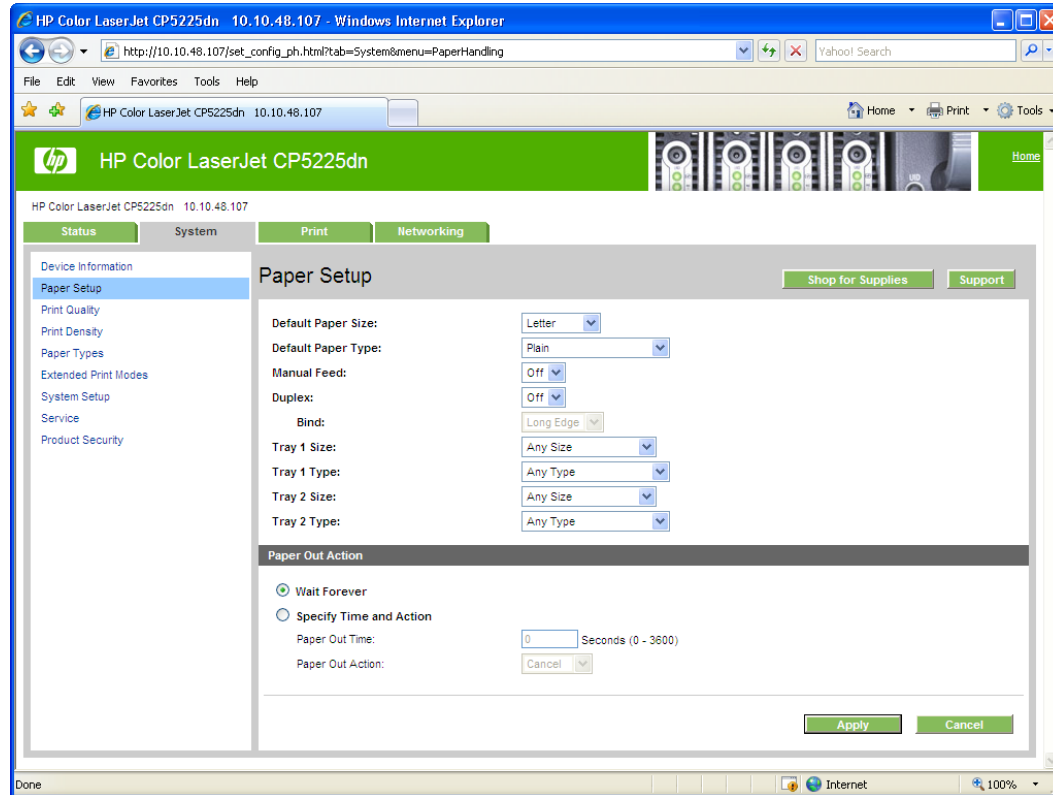 HP Color LaserJet CP5225dn   10.10.48.107 - Windows Internet Explorer
http://10.10.48.107/set_config_ph.html?tab=System&menu=PaperHandling
Yahoo! Search
File Edit View Favorites Tools Help
HP Color LaserJet CP5225dn   10.10.48.107
Home Print Tools
hp HP Color LaserJet CP5225dn
Home
HP Color LaserJet CP5225dn   10.10.48.107
Status System Print Networking
Device Information
Paper Setup
Print Quality
Print Density
Paper Types
Extended Print Modes
System Setup
Service
Product Security
Paper Setup
Shop for Supplies Support
Default Paper Size: Letter
Default Paper Type: Plain
Manual Feed: Off
Duplex: Off
Bind: Long Edge
Tray 1 Size: Any Size
Tray 1 Type: Any Type
Tray 2 Size: Any Size
Tray 2 Type: Any Type
Paper Out Action
Wait Forever
Specify Time and Action
Paper Out Time: 0 Seconds (0 - 3600)
Paper Out Action: Cancel
Apply Cancel
Done Internet 100%